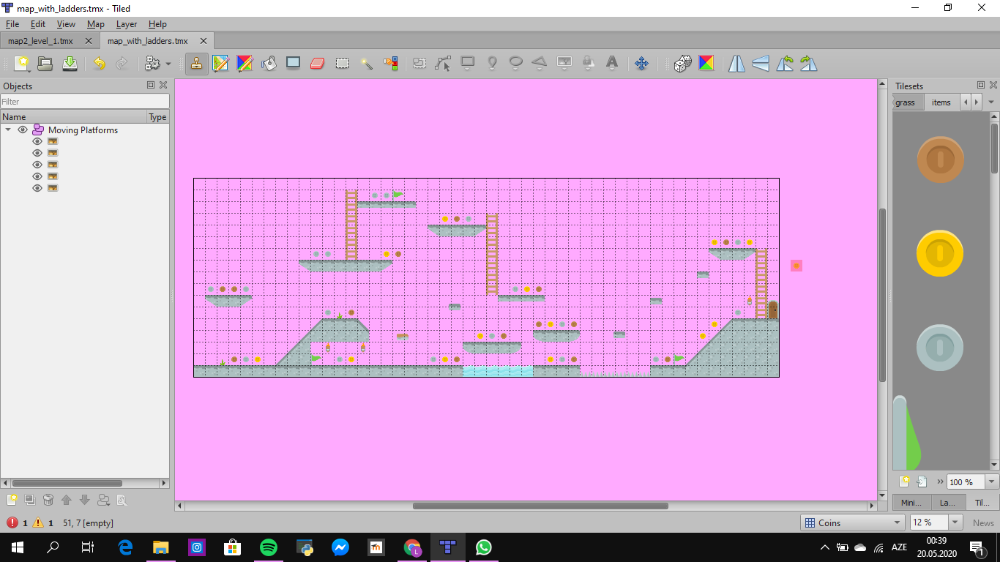 map_with_ladders.tmx - Tiled
File Edit View Map Layer Help
map2_level_1.tmx map_with_ladders.tmx
Objects
Filter
Name Type
Moving Platforms
Tilesets
grass items
100 %
Mini... La... Til...
1 1 51, 7 [empty]
Coins 12 % News
L
AZE
00:39
20.05.2020
1